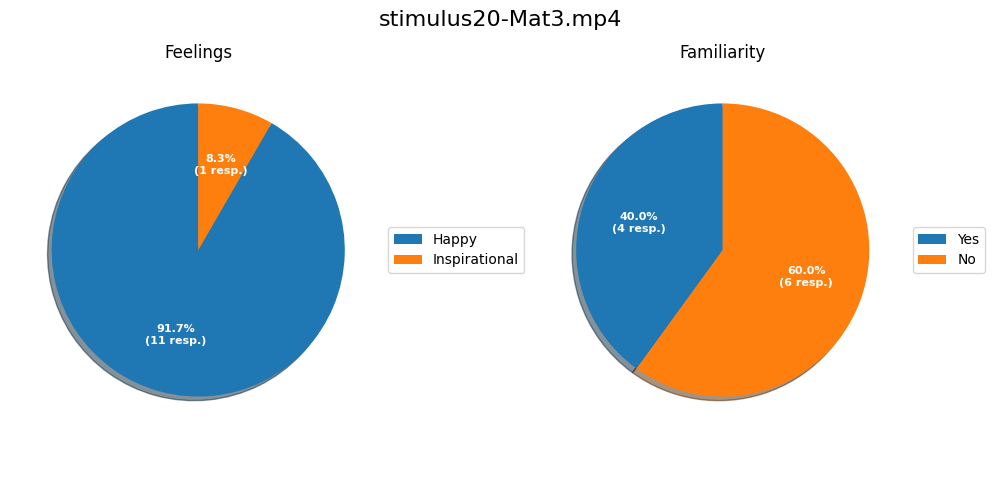 stimulus20-Mat3.mp4
Feelings
8.3%
(1 resp.)
91.7%
(11 resp.)
Happy
Inspirational
Familiarity
40.0%
(4 resp.)
60.0%
(6 resp.)
Yes
No